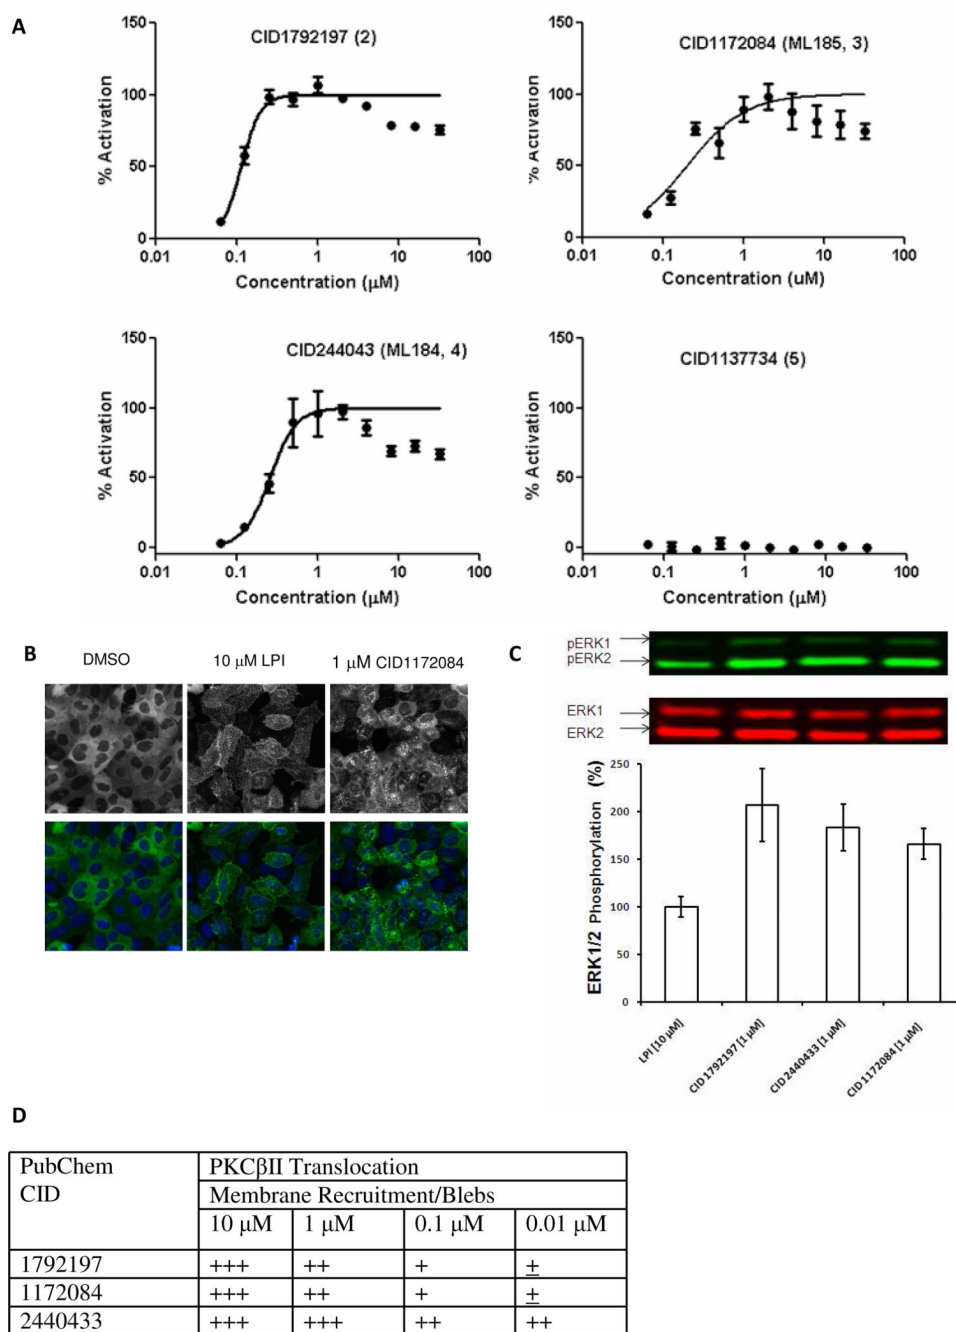 A
150
100
50
0
% Activation
CID1792197 (2)
0.01 0.1 1 10 100
Concentration (μM)
150
100
50
0
% Activation
CID1172084 (ML185, 3)
0.01 0.1 1 10 100
Concentration (uM)
150
100
50
0
% Activation
CID244043 (ML184, 4)
0.01 0.1 1 10 100
Concentration (μM)
150
100
50
0
% Activation
CID1137734 (5)
0.01 0.1 1 10 100
Concentration (μM)
B
DMSO 10 μM LPI 1 μM CID1172084
C
pERK1
pERK2
ERK1
ERK2
250
200
150
100
50
0
ERK1/2 Phosphorylation (%)
LPI [10 μM]
CID 1792197 [1 μM]
CID 2440433 [1 μM]
CID 1172084 [1 μM]
D
PubChem CID
PKCβII Translocation
Membrane Recruitment/Blebs
10 μM 1 μM 0.1 μM 0.01 μM
1792197 +++ ++ + ±
1172084 +++ ++ + ±
2440433 +++ +++ ++ ++